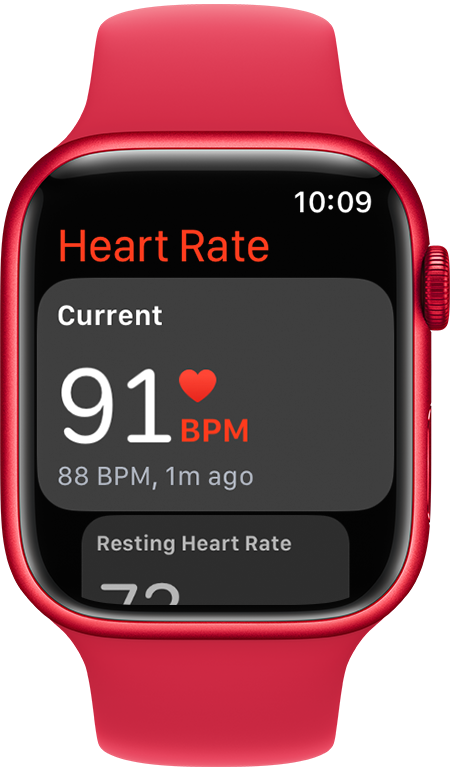 10:09
Heart Rate
Current
91
BPM
88 BPM, 1m ago
Resting Heart Rate